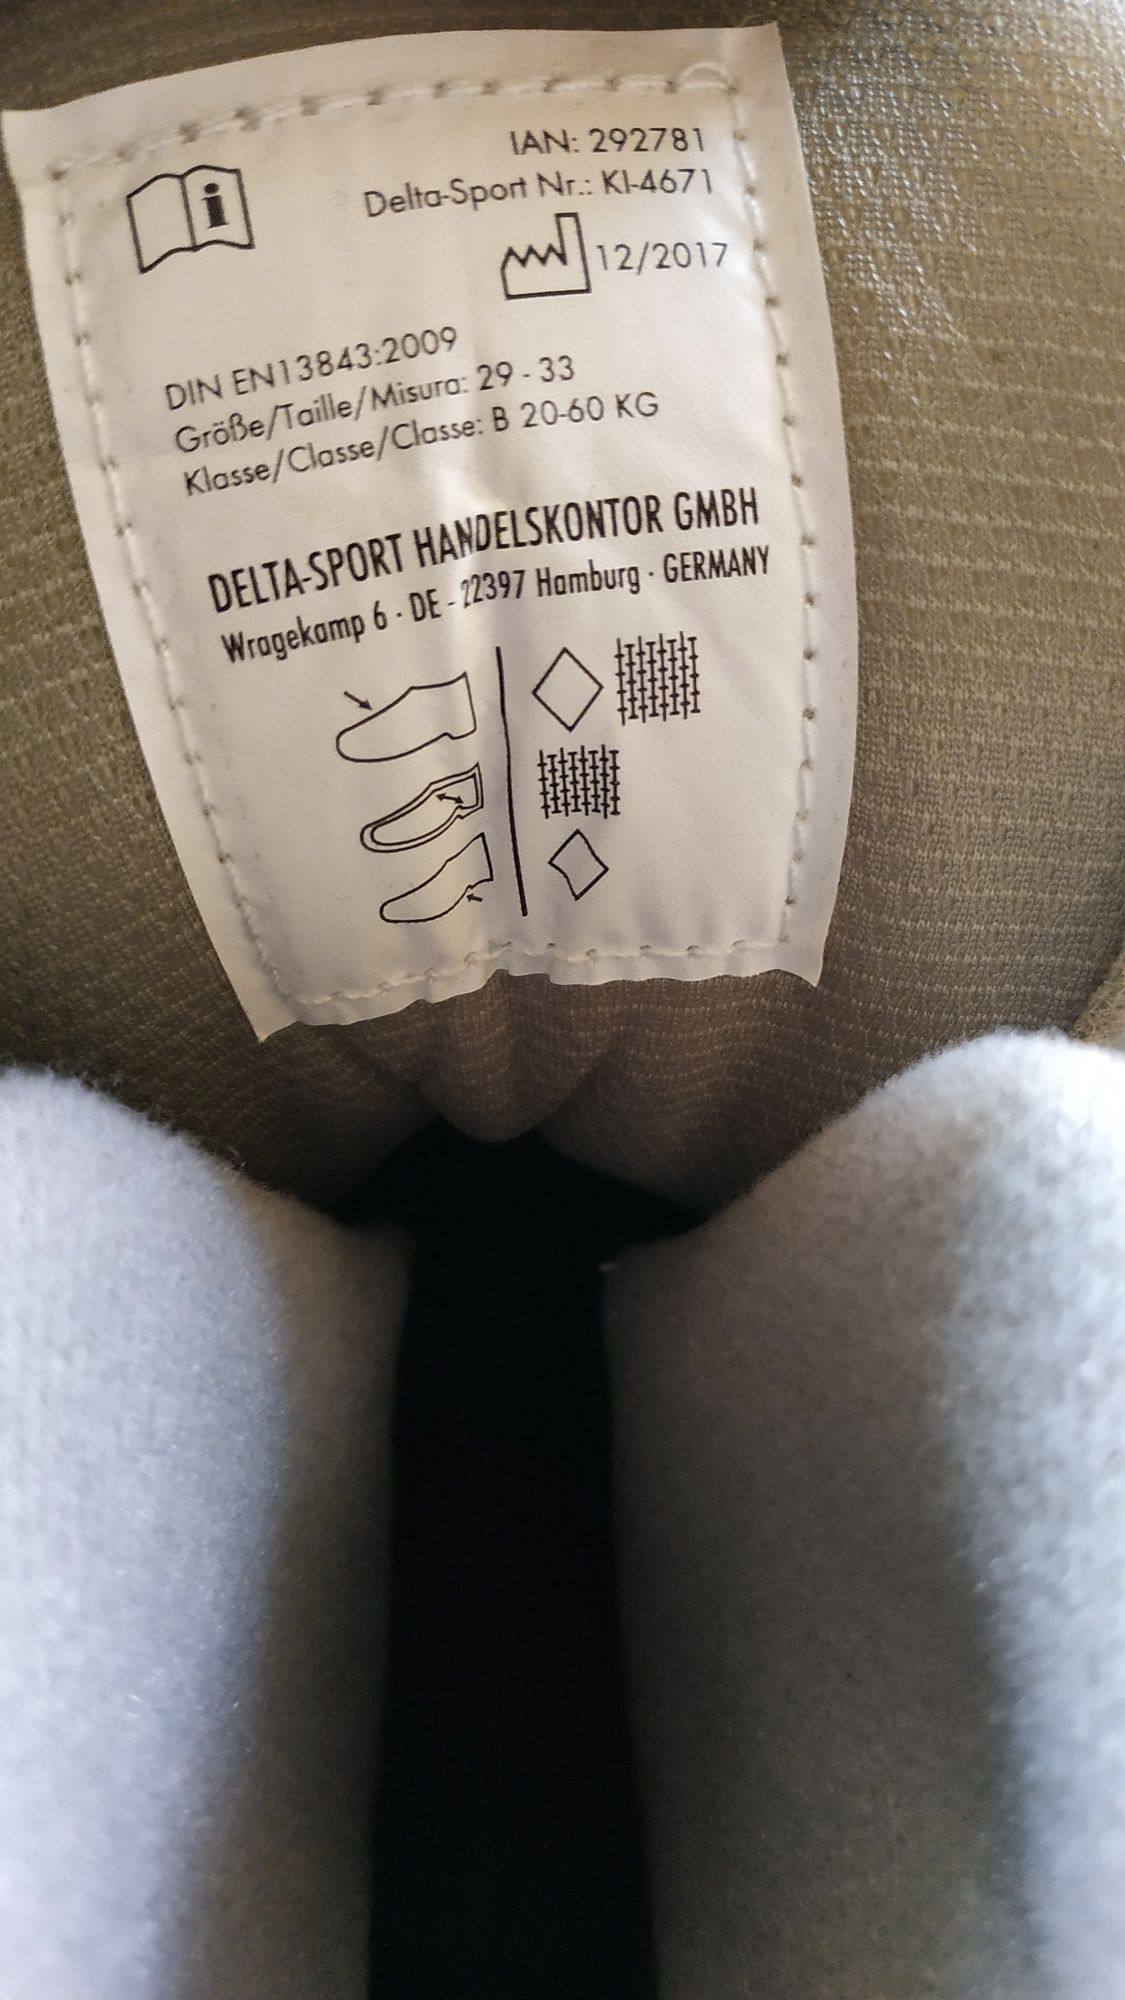 IAN: 292781
Delta-Sport Nr.: KI-4671
12/2017
DIN EN13843:2009
Größe/Taille/Misura: 29 - 33
Klasse/Classe/Classe: B 20-60 KG
DELTA-SPORT HANDELSKONTOR GMBH
Wragekamp 6 · DE - 22397 Hamburg · GERMANY